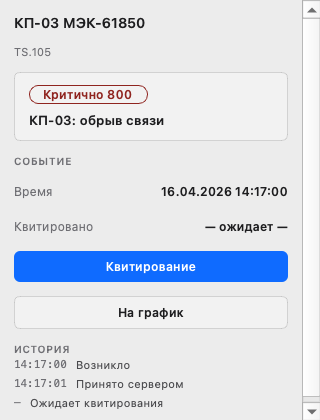 КП-03 МЭК-61850
TS.105
Критично 800
КП-03: обрыв связи
СОБЫТИЕ
Время 16.04.2026 14:17:00
Квитировано — ожидает —
Квитирование
На график
ИСТОРИЯ
14:17:00 Возникло
14:17:01 Принято сервером
— Ожидает квитирования